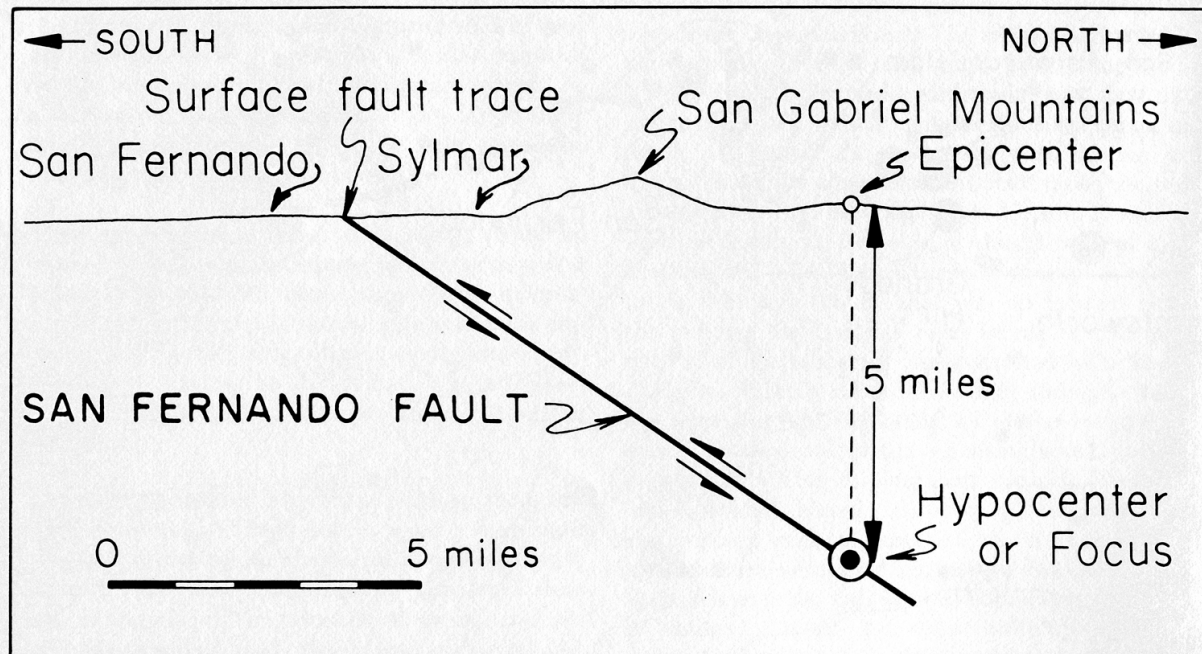 SOUTH
NORTH
Surface fault trace
San Gabriel Mountains
San Fernando
Sylmar
Epicenter
5 miles
SAN FERNANDO FAULT
Hypocenter
or Focus
0 5 miles